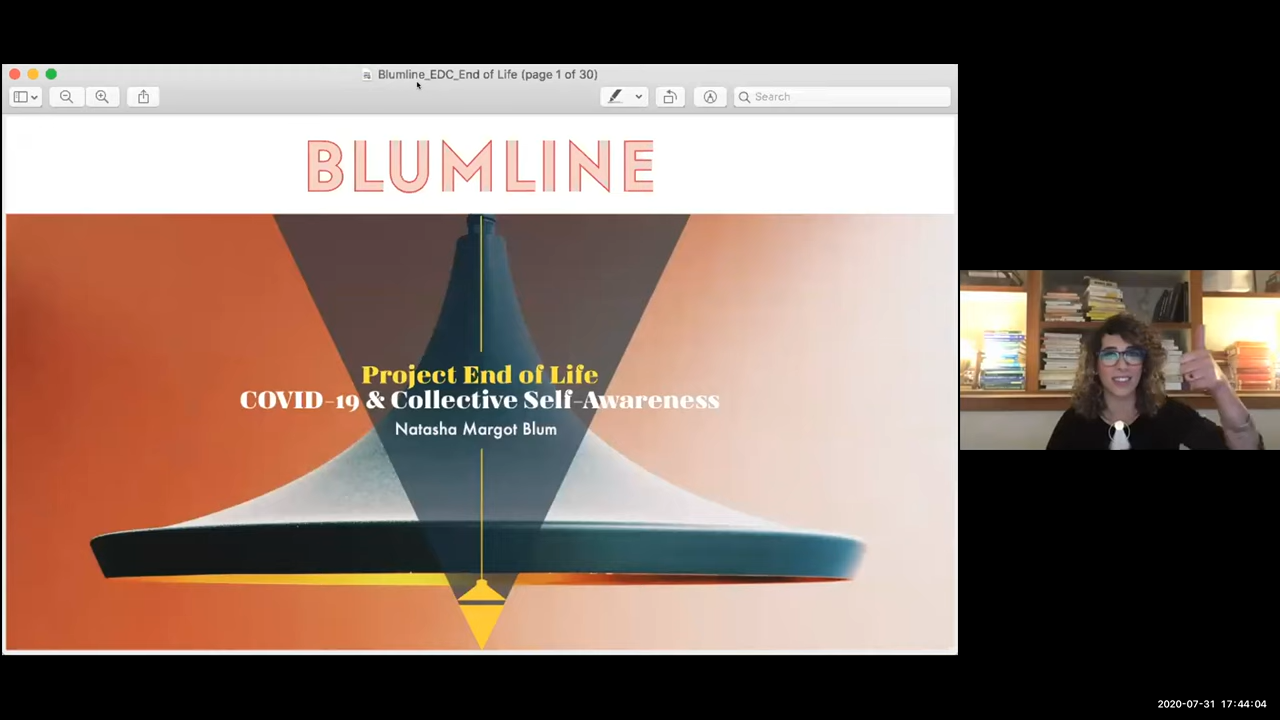 Blumline_EDC_End of Life (page 1 of 30)
Search
BLUMLINE
Project End of Life
COVID-19 & Collective Self-Awareness
Natasha Margot Blum
2020-07-31 17:44:04